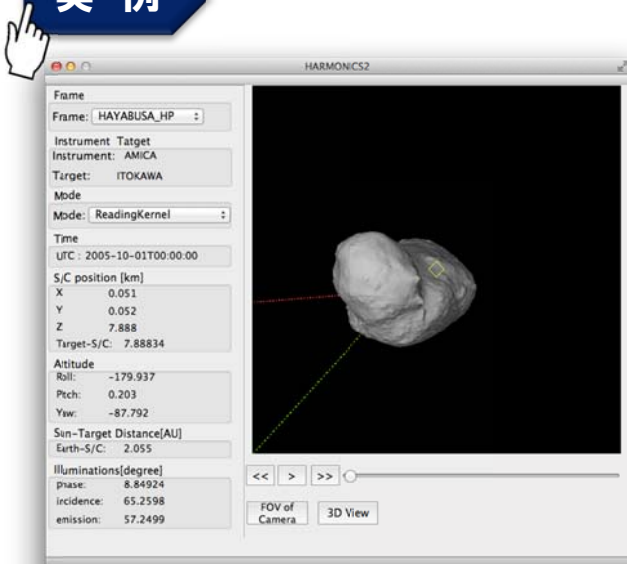 実 例
HARMONICS2
Frame
Frame: HAYABUSA_HP
Instrument Tatget
Instrument: AMICA
Target: ITOKAWA
Mode
Mode: ReadingKernel
Time
UTC : 2005-10-01T00:00:00
S/C position [km]
X 0.051
Y 0.052
Z 7.888
Target-S/C: 7.88834
Attitude
Roll: -179.937
Pitch: 0.203
Yaw: -87.792
Sun-Target Distance[AU]
Earth-S/C: 2.055
Illuminations[degree]
phase: 8.84924
incidence: 65.2598
emission: 57.2499
<< > >>
FOV of
Camera
3D View